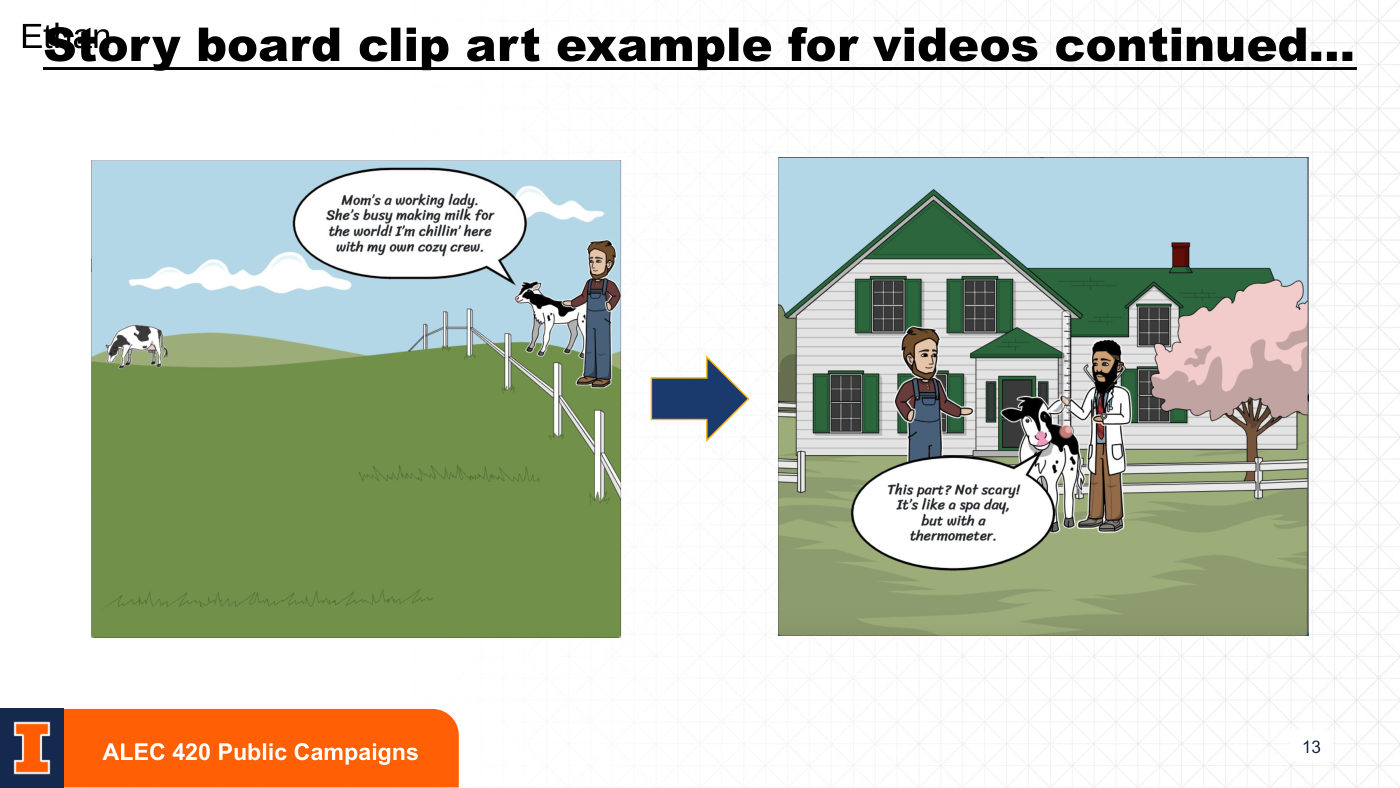 Ethan
Story board clip art example for videos continued...
Mom's a working lady.
She's busy making milk for
the world! I'm chillin' here
with my own cozy crew.
This part? Not scary!
It's like a spa day,
but with a
thermometer.
I
ALEC 420 Public Campaigns
13